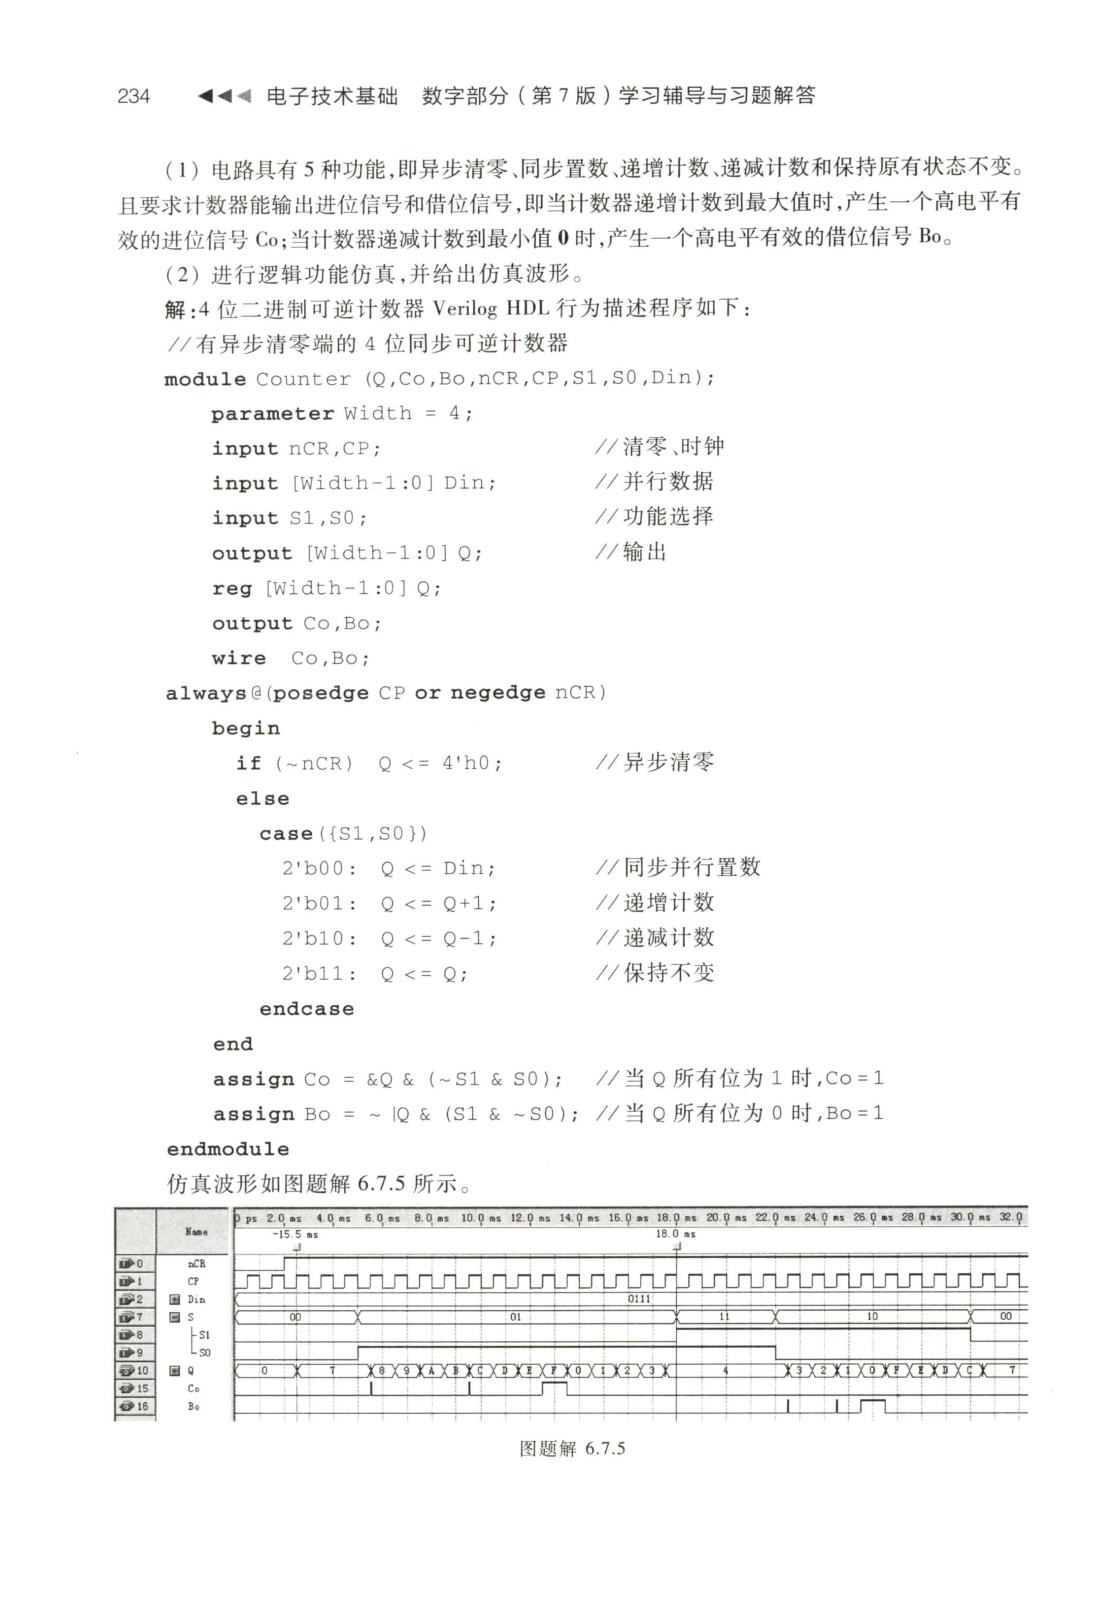 234 ◀◀◀ 电子技术基础 数字部分(第7版)学习辅导与习题解答
(1) 电路具有5种功能,即异步清零、同步置数、递增计数、递减计数和保持原有状态不变。
且要求计数器能输出进位信号和借位信号,即当计数器递增计数到最大值时,产生一个高电平有
效的进位信号 Co;当计数器递减计数到最小值 0 时,产生一个高电平有效的借位信号 Bo。
(2) 进行逻辑功能仿真,并给出仿真波形。
解:4 位二进制可逆计数器 Verilog HDL 行为描述程序如下:
//有异步清零端的 4 位同步可逆计数器
module Counter (Q,Co,Bo,nCR,CP,S1,S0,Din);
parameter Width = 4;
input nCR,CP; //清零、时钟
input [Width-1:0] Din; //并行数据
input S1,S0; //功能选择
output [Width-1:0] Q; //输出
reg [Width-1:0] Q;
output Co,Bo;
wire Co,Bo;
always@(posedge CP or negedge nCR)
begin
if (~nCR) Q <= 4'h0; //异步清零
else
case({S1,S0})
2'b00: Q <= Din; //同步并行置数
2'b01: Q <= Q+1; //递增计数
2'b10: Q <= Q-1; //递减计数
2'b11: Q <= Q; //保持不变
endcase
end
assign Co = &Q & (~S1 & S0); //当 Q 所有位为 1 时,Co=1
assign Bo = ~ |Q & (S1 & ~S0); //当 Q 所有位为 0 时,Bo=1
endmodule
仿真波形如图题解 6.7.5 所示。
Name 0 ps 2.0 ms 4.0 ms 6.0 ms 8.0 ms 10.0 ms 12.0 ms 14.0 ms 16.0 ms 18.0 ms 20.0 ms 22.0 ms 24.0 ms 26.0 ms 28.0 ms 30.0 ms 32.0
-15.5 ms 18.0 ms
0 nCR
1 CP
2 Din 0111
7 S 00 01 11 10 00
8 S1
9 S0
10 Q 0 7 8 9 A B C D E F 0 1 2 3 4 3 2 1 0 F E D C 7
15 Co
16 Bo
图题解 6.7.5